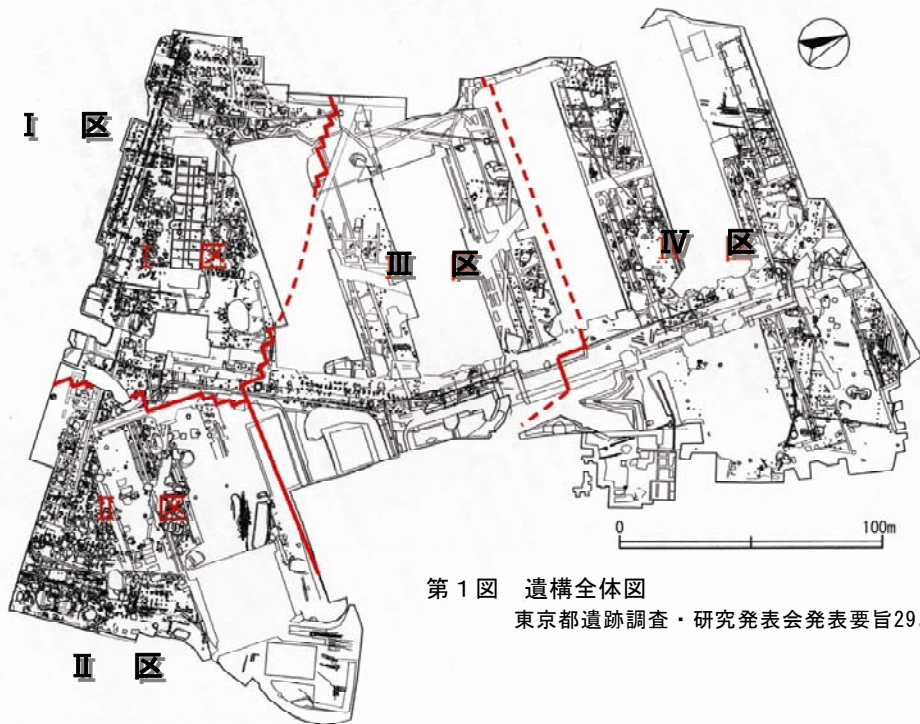 Ⅰ 区
Ⅰ 区
Ⅲ 区
Ⅳ 区
Ⅱ 区
Ⅱ 区
0 100m
第1図 遺構全体図
東京都遺跡調査・研究発表会発表要旨29